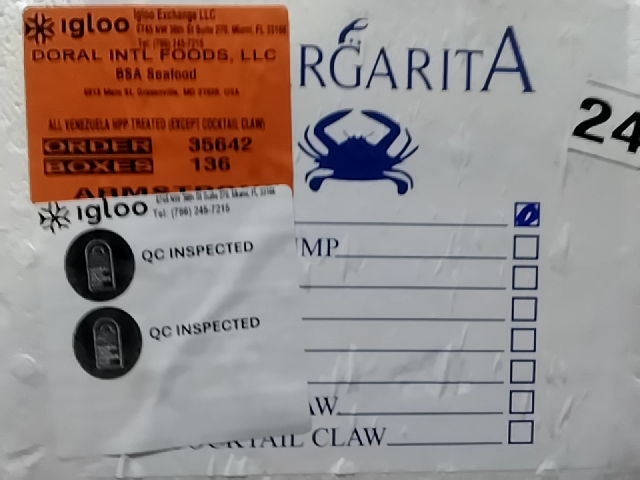 igloo
Igloo Exchange LLC
DORAL INTL FOODS, LLC
BSA Seafood
ALL VENEZUELA HPP TREATED (EXCEPT COCKTAIL CLAW)
ORDER 35642
BOXES 136
igloo
Tel: (786) 245-7215
QC INSPECTED
QC INSPECTED
RGARITA
24
MP
AW
COCKTAIL CLAW